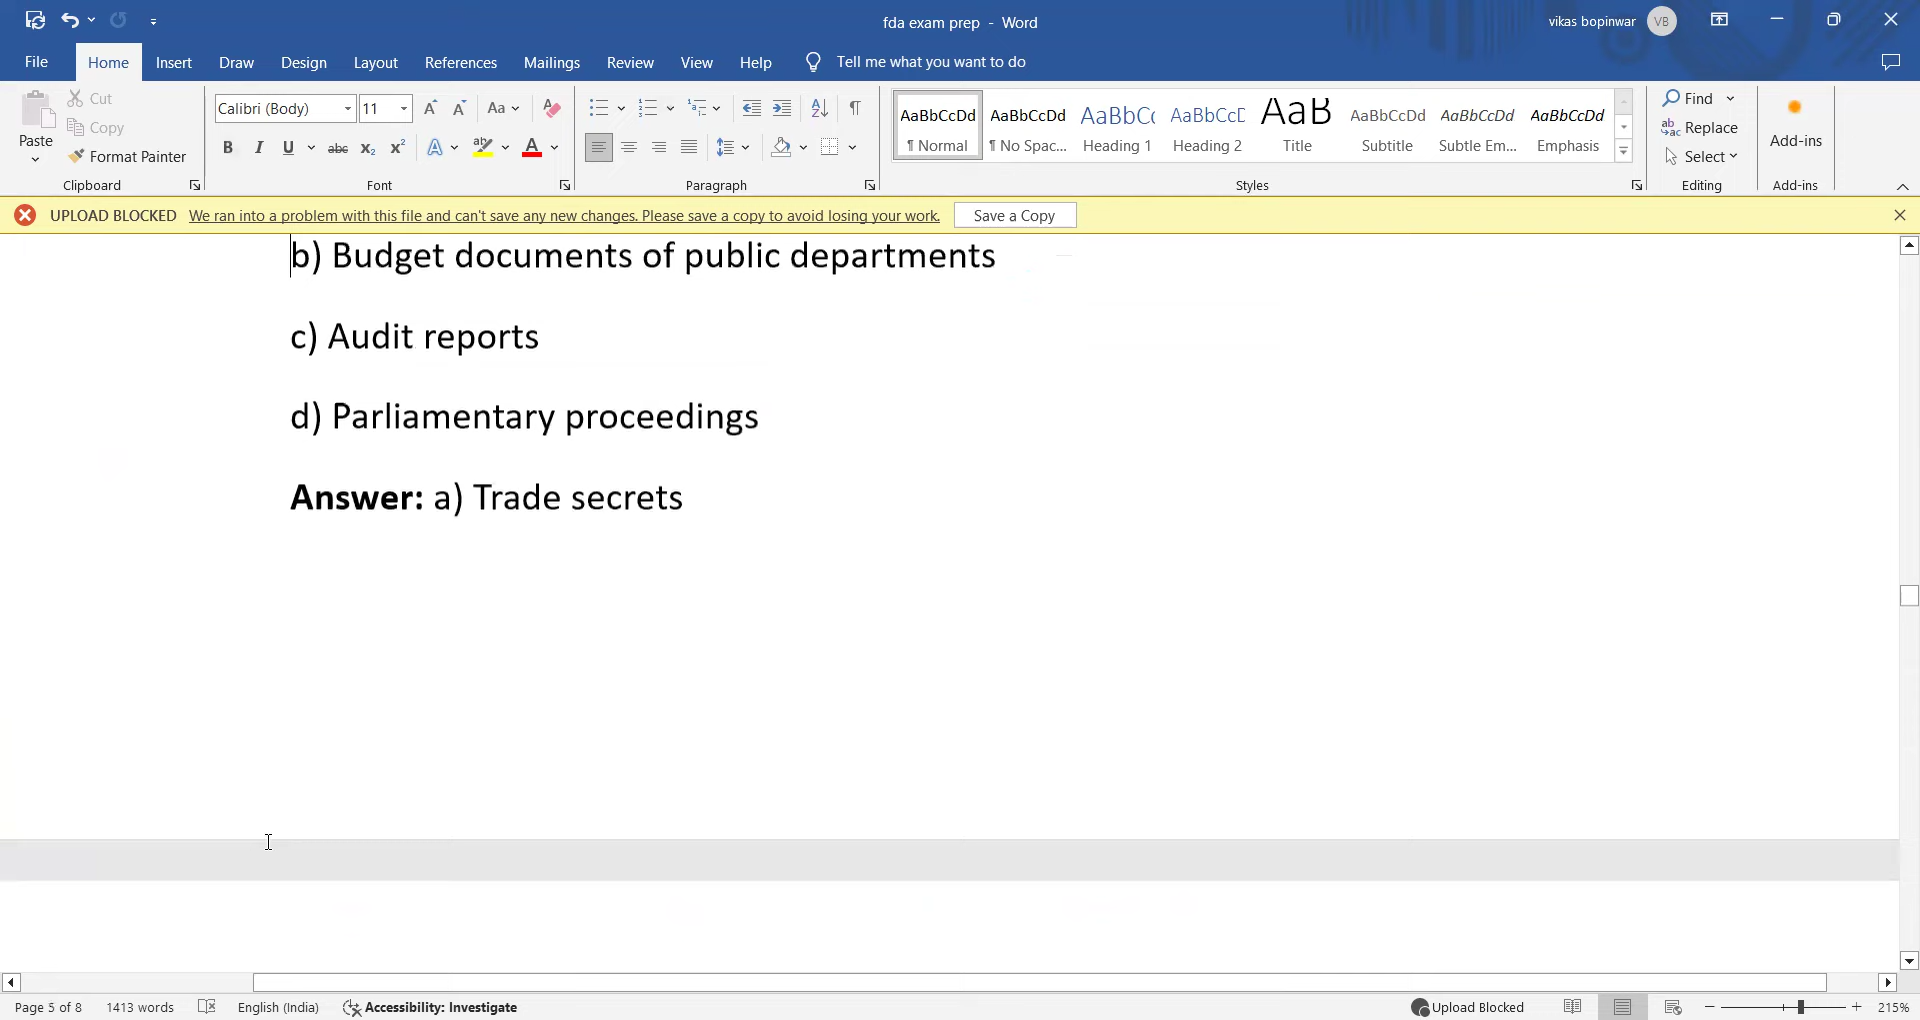 fda exam prep - Word
vikas bopinwar VB
File Home Insert Draw Design Layout References Mailings Review View Help Tell me what you want to do
Paste Cut Copy Format Painter
Calibri (Body) 11 Aa
B I U abc x₂ x² A ab A
AaBbCcDd AaBbCcDd AaBbCc AaBbCcC AaB AaBbCcDd AaBbCcDd AaBbCcDd
¶ Normal ¶ No Spac... Heading 1 Heading 2 Title Subtitle Subtle Em... Emphasis
Find
Replace
Select
Add-ins
Clipboard Font Paragraph Styles Editing Add-ins
UPLOAD BLOCKED We ran into a problem with this file and can't save any new changes. Please save a copy to avoid losing your work. Save a Copy
b) Budget documents of public departments
c) Audit reports
d) Parliamentary proceedings
Answer: a) Trade secrets
Page 5 of 8 1413 words English (India) Accessibility: Investigate Upload Blocked 215%